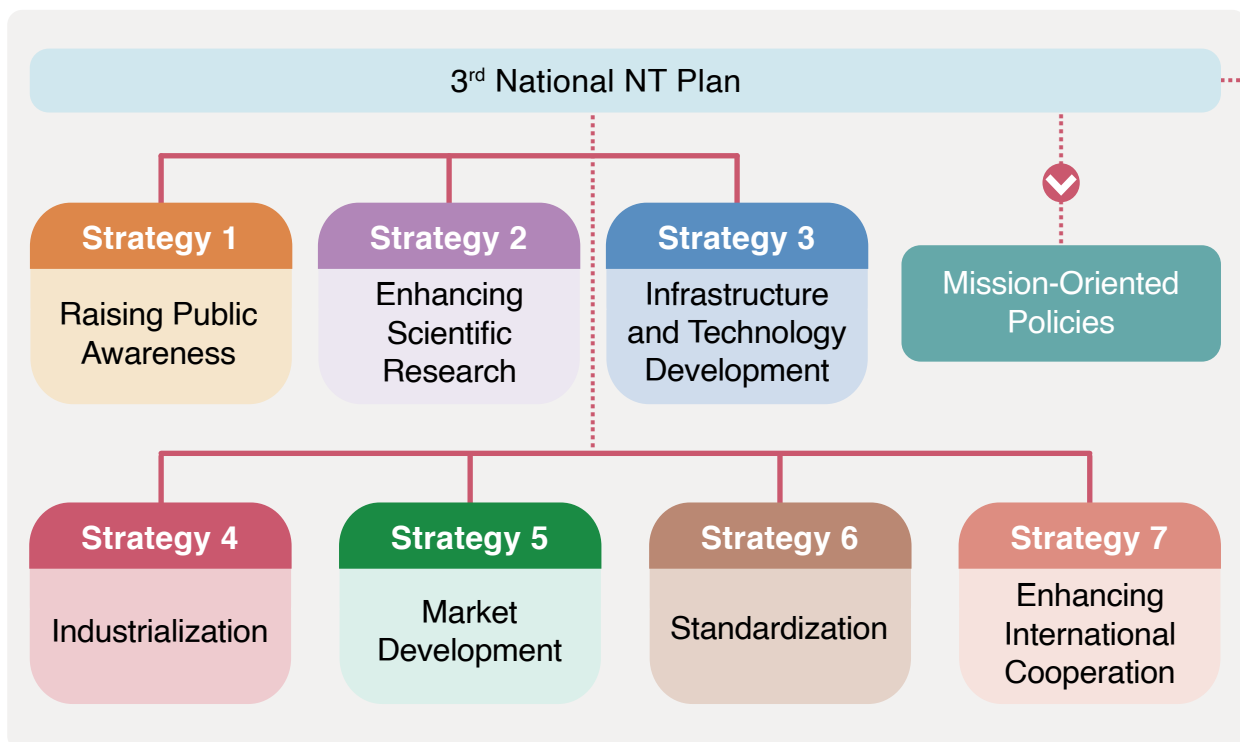 3rd National NT Plan
Strategy 1
Raising Public
Awareness
Strategy 2
Enhancing
Scientific
Research
Strategy 3
Infrastructure
and Technology
Development
Mission-Oriented
Policies
Strategy 4
Industrialization
Strategy 5
Market
Development
Strategy 6
Standardization
Strategy 7
Enhancing
International
Cooperation